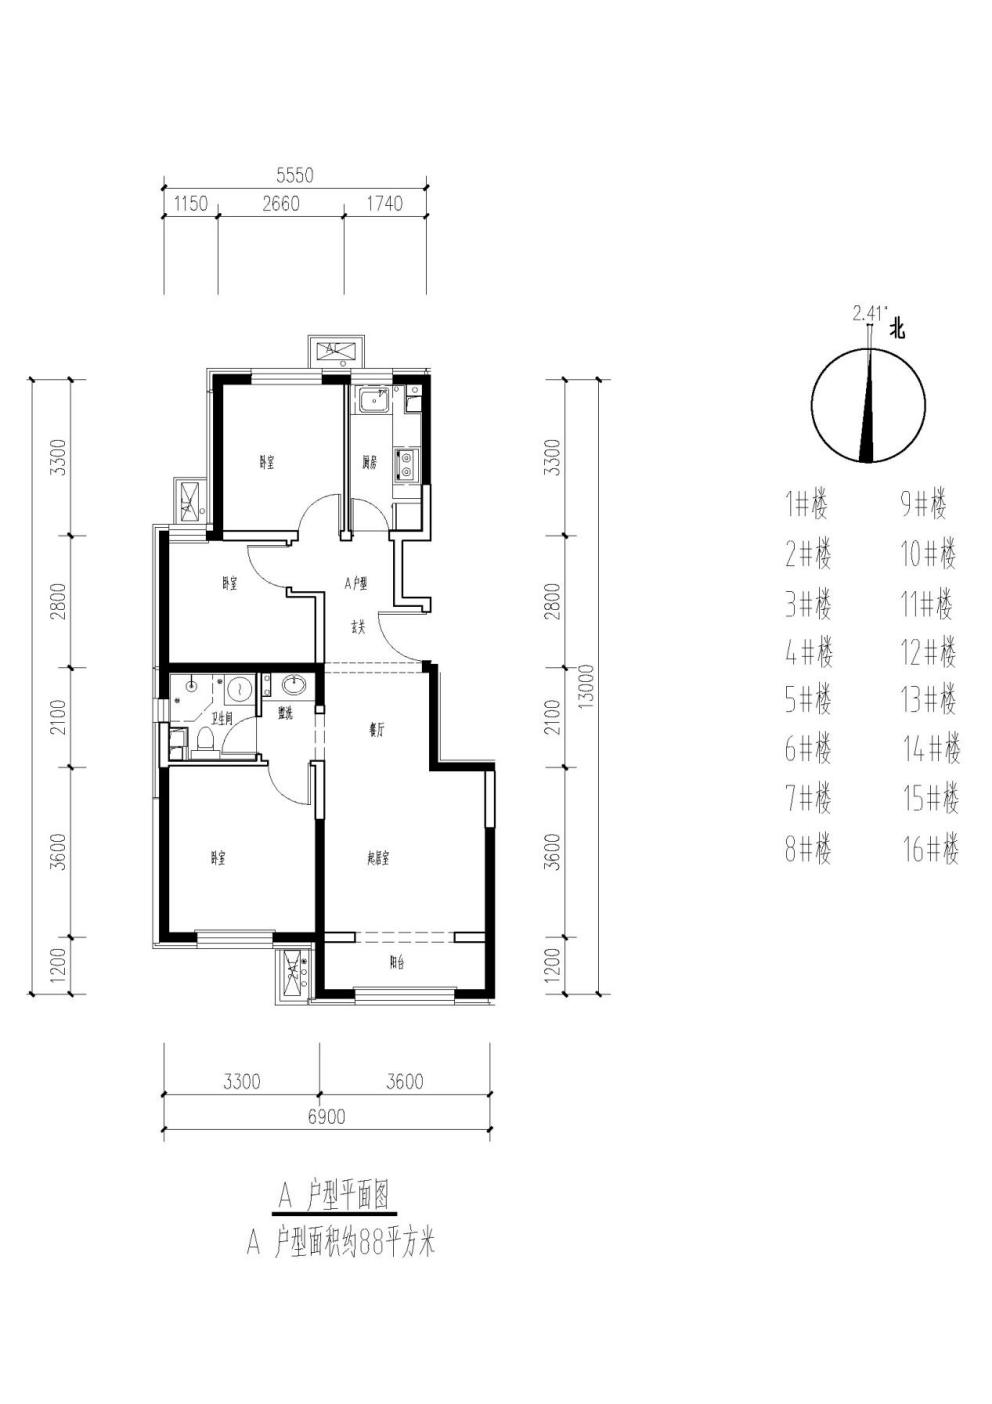 5550
1150 2660 1740
2.41°
北
AC
3300
卧室
厨房
3300
AC
1#楼 9#楼
2#楼 10#楼
2800
卧室
A户型
2800
3#楼 11#楼
玄关
4#楼 12#楼
13000
5#楼 13#楼
2100
卫生间
盥洗
餐厅
2100
6#楼 14#楼
7#楼 15#楼
3600
卧室
起居室
3600
8#楼 16#楼
1200
阳台
1200
3300 3600
6900
A 户型平面图
A 户型面积约88平方米